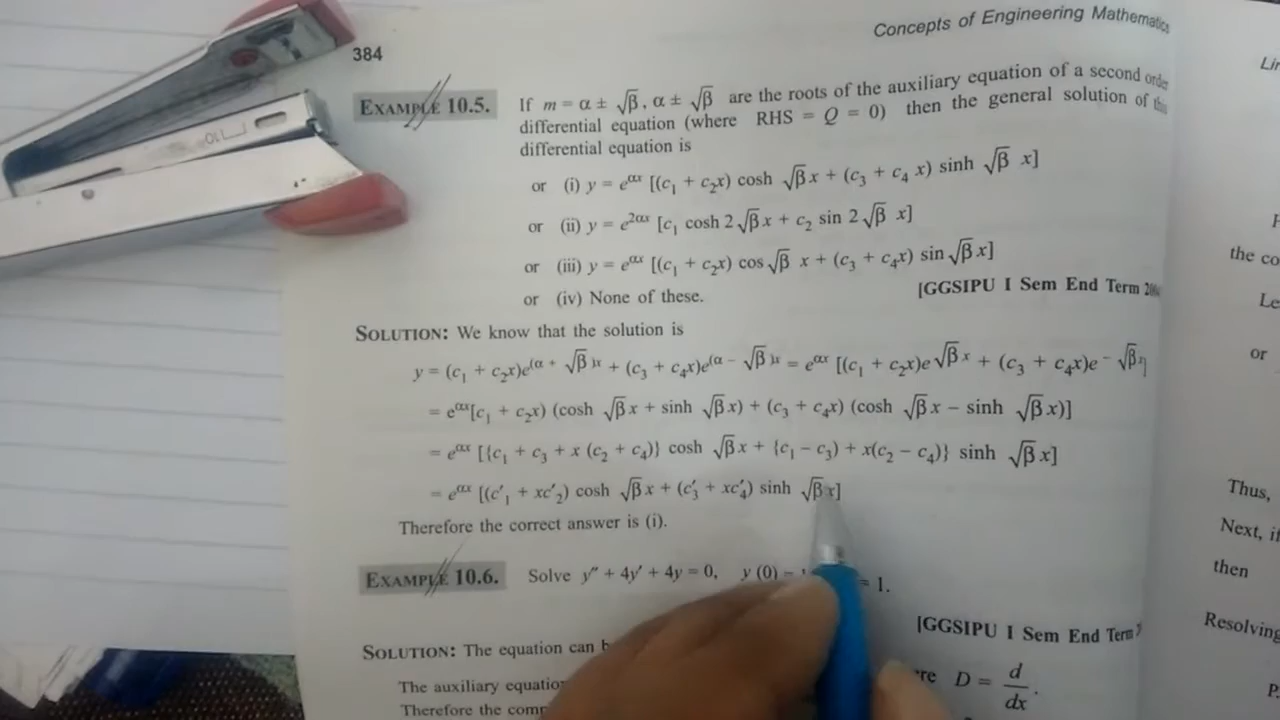 Concepts of Engineering Mathematics
384
EXAMPLE 10.5. If m = α ± √β, α ± √β are the roots of the auxiliary equation of a second order
differential equation (where RHS = Q = 0) then the general solution of this
differential equation is
or (i) y = e^{αx} [(c₁ + c₂x) cosh √β x + (c₃ + c₄ x) sinh √β x]
or (ii) y = e^{2αx} [c₁ cosh 2√β x + c₂ sin 2√β x]
or (iii) y = e^{αx} [(c₁ + c₂x) cos √β x + (c₃ + c₄x) sin √β x]
or (iv) None of these.
[GGSIPU I Sem End Term
SOLUTION: We know that the solution is
y = (c₁ + c₂x)e^{(α + √β)x} + (c₃ + c₄x)e^{(α − √β)x} = e^{αx} [(c₁ + c₂x)e^{√β x} + (c₃ + c₄x)e^{− √β x}]
= e^{αx}[c₁ + c₂x) (cosh √β x + sinh √β x) + (c₃ + c₄x) (cosh √β x − sinh √β x)]
= e^{αx} [{c₁ + c₃ + x (c₂ + c₄)} cosh √β x + {c₁ − c₃) + x(c₂ − c₄)} sinh √β x]
= e^{αx} [(c′₁ + xc′₂) cosh √β x + (c′₃ + xc′₄) sinh √β x]
Therefore the correct answer is (i).
EXAMPLE 10.6. Solve y″ + 4y′ + 4y = 0, y (0) = 1.
[GGSIPU I Sem End Term
SOLUTION: The equation can D = d/dx.
The auxiliary
Therefore the
the co
Le
or
Thus,
Next, if
then
Resolving